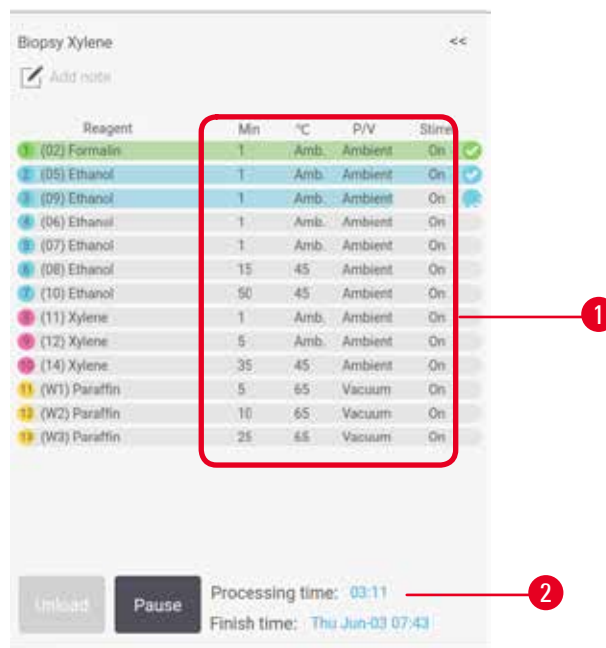 Biopsy Xylene <<
Add note
Reagent Min °C P/V Stirre
1 (02) Formalin 1 Amb. Ambient On
2 (05) Ethanol 1 Amb. Ambient On
3 (09) Ethanol 1 Amb. Ambient On
4 (06) Ethanol 1 Amb. Ambient On
5 (07) Ethanol 1 Amb. Ambient On
6 (08) Ethanol 15 45 Ambient On
7 (10) Ethanol 50 45 Ambient On
8 (11) Xylene 1 Amb. Ambient On
9 (12) Xylene 5 Amb. Ambient On
10 (14) Xylene 35 45 Ambient On
11 (W1) Paraffin 5 65 Vacuum On
12 (W2) Paraffin 10 65 Vacuum On
13 (W3) Paraffin 25 65 Vacuum On
1
Unload Pause Processing time: 03:11 2
Finish time: Thu Jun-03 07:43